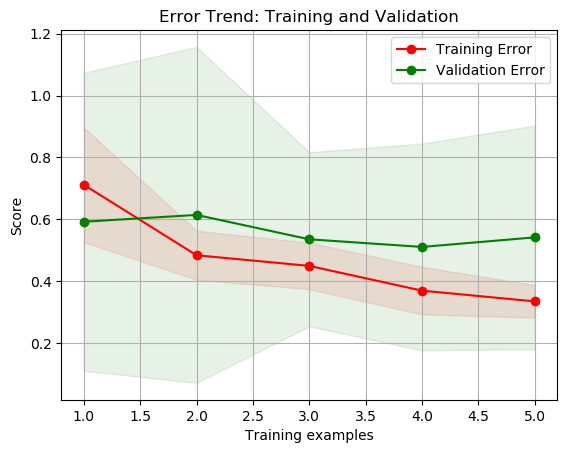 Error Trend: Training and Validation
1.2
1.0
0.8
0.6
0.4
0.2
Score
Training Error
Validation Error
1.0 1.5 2.0 2.5 3.0 3.5 4.0 4.5 5.0
Training examples